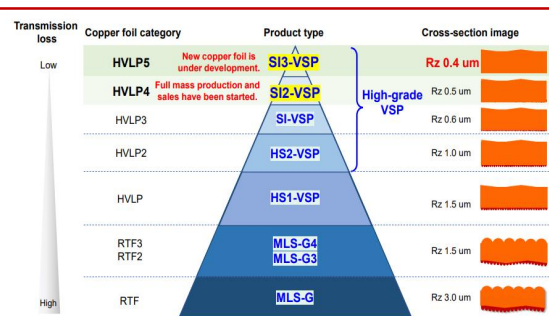 Transmission loss
Copper foil category
Product type
Cross-section image
Low
HVLP5
New copper foil is under development.
SI3-VSP
Rz 0.4 um
HVLP4
Full mass production and sales have been started.
SI2-VSP
Rz 0.5 um
High-grade VSP
HVLP3
SI-VSP
Rz 0.6 um
HVLP2
HS2-VSP
Rz 1.0 um
HVLP
HS1-VSP
Rz 1.5 um
RTF3
RTF2
MLS-G4
MLS-G3
Rz 1.5 um
High
RTF
MLS-G
Rz 3.0 um